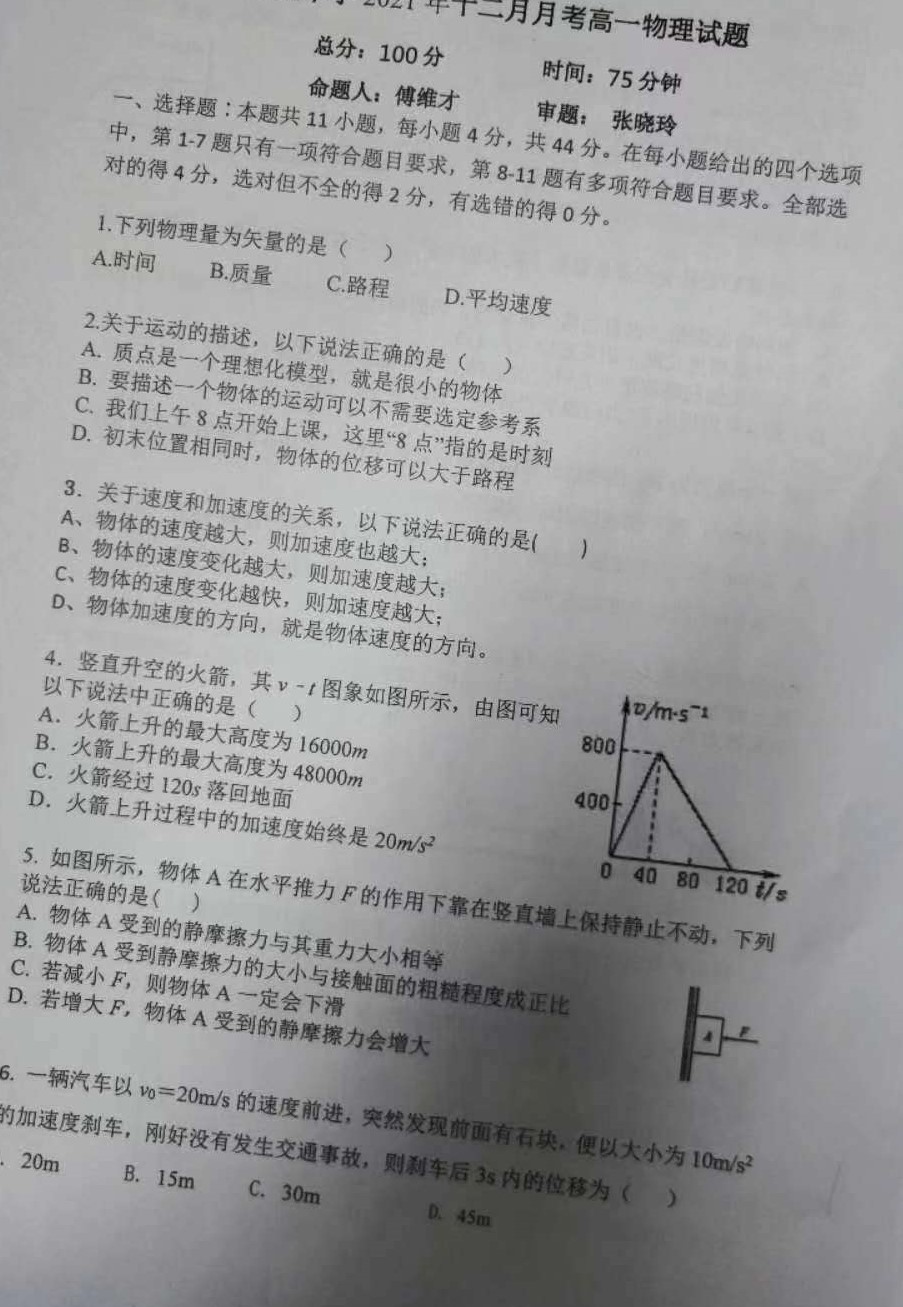 2021 年十二月月考高一物理试题
总分：100 分 时间：75 分钟
命题人：傅维才 审题： 张晓玲
一、选择题：本题共 11 小题，每小题 4 分，共 44 分。在每小题给出的四个选项
中，第 1-7 题只有一项符合题目要求，第 8-11 题有多项符合题目要求。全部选
对的得 4 分，选对但不全的得 2 分，有选错的得 0 分。
1.下列物理量为矢量的是（ ）
A.时间 B.质量 C.路程 D.平均速度
2.关于运动的描述，以下说法正确的是（ ）
A. 质点是一个理想化模型，就是很小的物体
B. 要描述一个物体的运动可以不需要选定参考系
C. 我们上午 8 点开始上课，这里“8 点”指的是时刻
D. 初末位置相同时，物体的位移可以大于路程
3．关于速度和加速度的关系，以下说法正确的是( )
A、物体的速度越大，则加速度也越大；
B、物体的速度变化越大，则加速度越大；
C、物体的速度变化越快，则加速度越大；
D、物体加速度的方向，就是物体速度的方向。
4．竖直升空的火箭，其 v－t 图象如图所示，由图可知
以下说法中正确的是（ ）
A．火箭上升的最大高度为 16000m
B．火箭上升的最大高度为 48000m
C．火箭经过 120s 落回地面
D．火箭上升过程中的加速度始终是 20m/s²
v/m·s⁻¹
800
400
0 40 80 120 t/s
5. 如图所示，物体 A 在水平推力 F 的作用下靠在竖直墙上保持静止不动，下列
说法正确的是( )
A. 物体 A 受到的静摩擦力与其重力大小相等
B. 物体 A 受到静摩擦力的大小与接触面的粗糙程度成正比
C. 若减小 F，则物体 A 一定会下滑
D. 若增大 F，物体 A 受到的静摩擦力会增大
A F
6. 一辆汽车以 v₀＝20m/s 的速度前进，突然发现前面有石块，便以大小为 10m/s²
的加速度刹车，刚好没有发生交通事故，则刹车后 3s 内的位移为（ ）
. 20m B. 15m C. 30m D. 45m